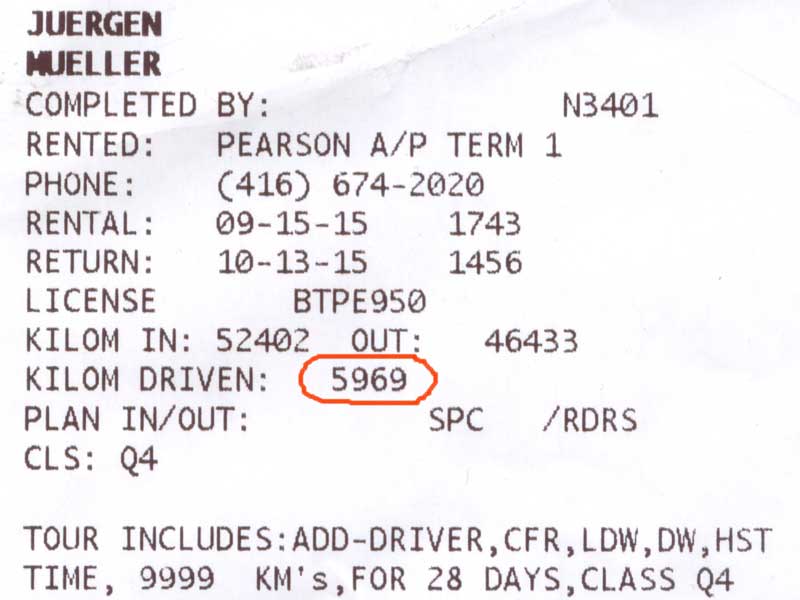 JUERGEN
MUELLER
COMPLETED BY: N3401
RENTED: PEARSON A/P TERM 1
PHONE: (416) 674-2020
RENTAL: 09-15-15 1743
RETURN: 10-13-15 1456
LICENSE BTPE950
KILOM IN: 52402 OUT: 46433
KILOM DRIVEN: 5969
PLAN IN/OUT: SPC /RDRS
CLS: Q4
TOUR INCLUDES:ADD-DRIVER,CFR,LDW,DW,HST
TIME, 9999 KM's,FOR 28 DAYS,CLASS Q4